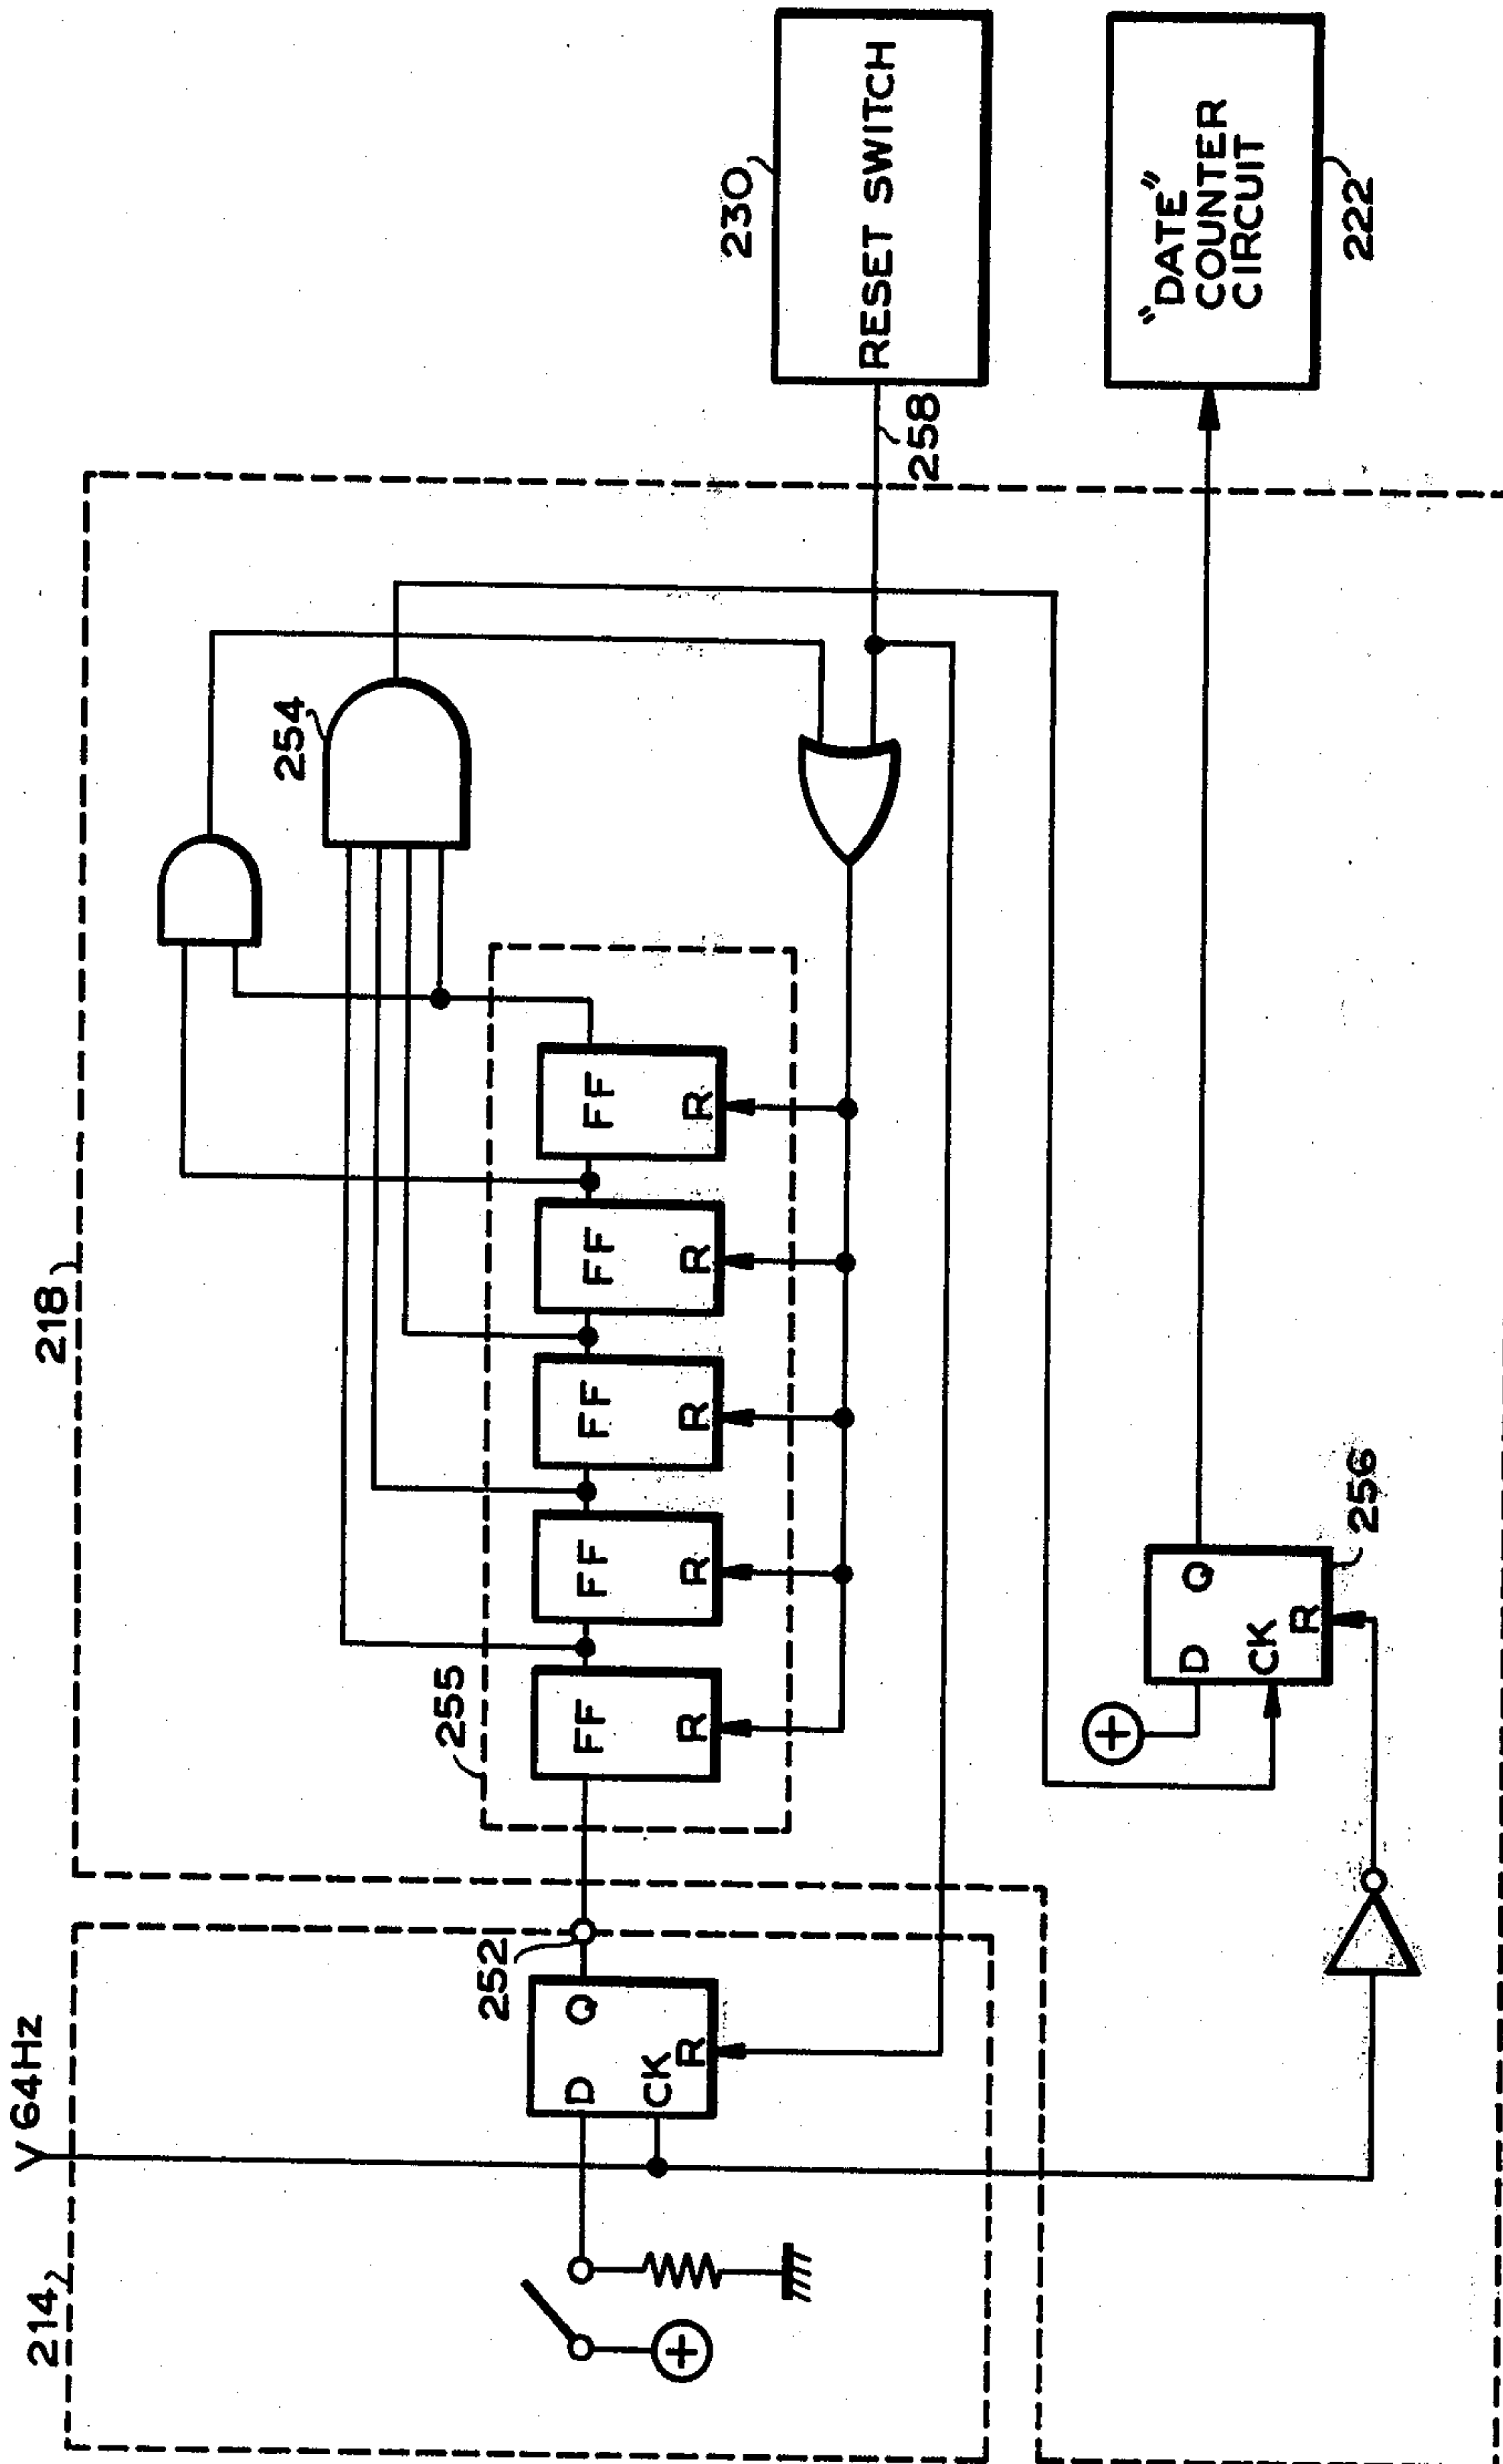 214
64Hz
218
D
Q
CK
R
252
255
FF
R
FF
R
FF
R
FF
R
FF
R
254
230
RESET SWITCH
258
D
Q
CK
R
256
"DATE"
COUNTER
CIRCUIT
222